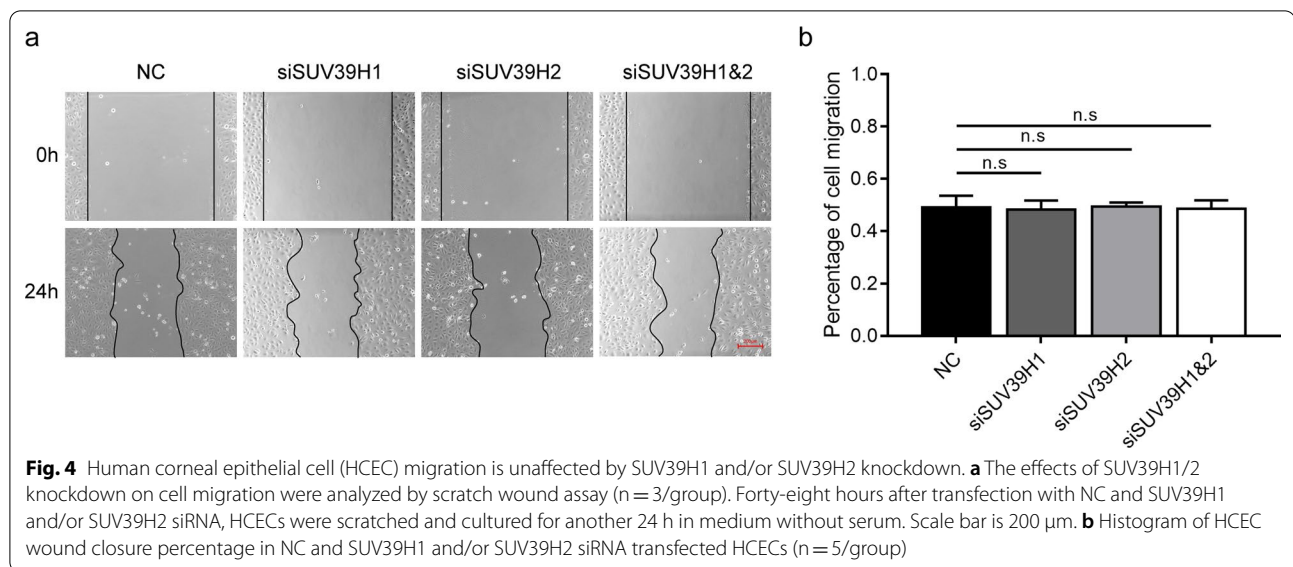 a
NC siSUV39H1 siSUV39H2 siSUV39H1&2
0h
24h
b
Percentage of cell migration
1.0
0.8
0.6
0.4
0.2
0.0
n.s
n.s
n.s
NC
siSUV39H1
siSUV39H2
siSUV39H1&2
Fig. 4 Human corneal epithelial cell (HCEC) migration is unaffected by SUV39H1 and/or SUV39H2 knockdown. a The effects of SUV39H1/2
knockdown on cell migration were analyzed by scratch wound assay (n = 3/group). Forty-eight hours after transfection with NC and SUV39H1
and/or SUV39H2 siRNA, HCECs were scratched and cultured for another 24 h in medium without serum. Scale bar is 200 μm. b Histogram of HCEC
wound closure percentage in NC and SUV39H1 and/or SUV39H2 siRNA transfected HCECs (n = 5/group)